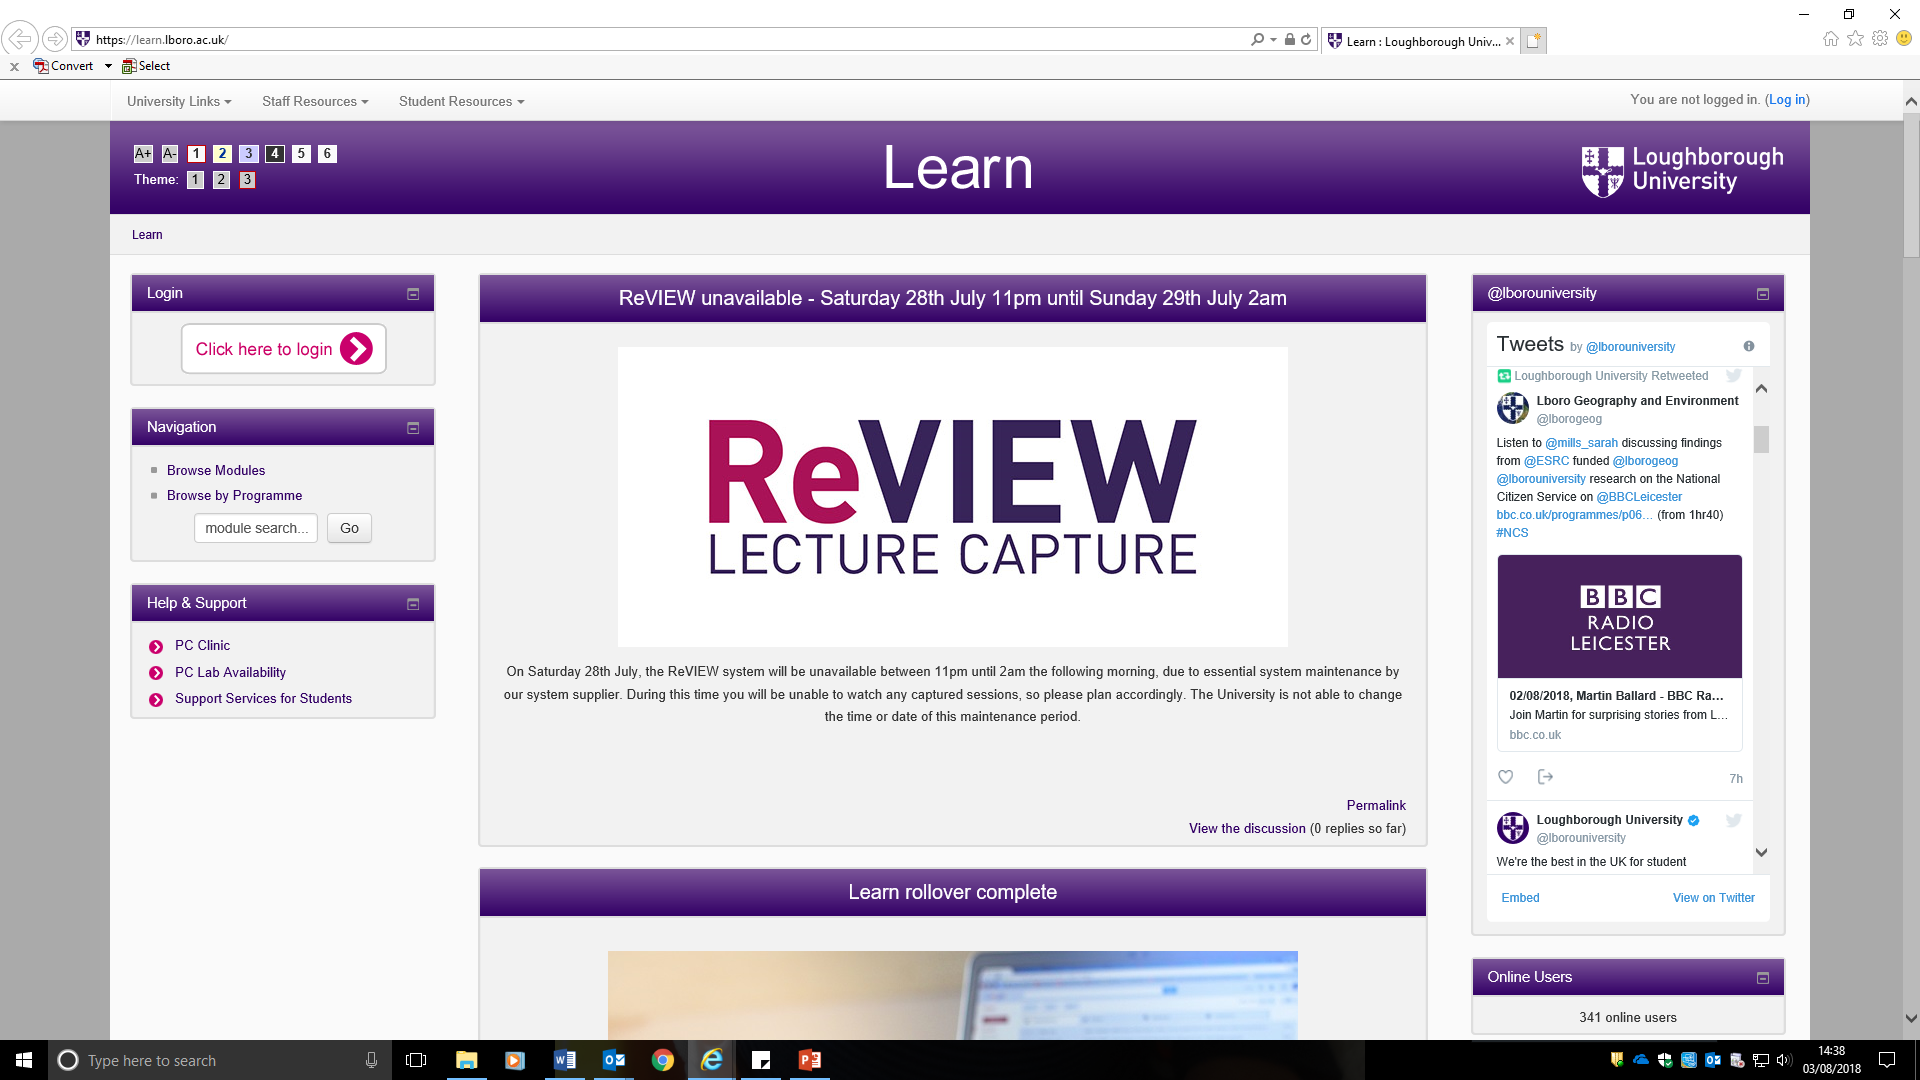 https://learn.lboro.ac.uk/
Learn : Loughborough Univ...
Convert
Select
University Links
Staff Resources
Student Resources
You are not logged in. (Log in)
A+ A- 1 2 3 4 5 6
Theme: 1 2 3
Learn
Loughborough
University
Learn
Login
Click here to login
Navigation
Browse Modules
Browse by Programme
module search...
Go
Help & Support
PC Clinic
PC Lab Availability
Support Services for Students
ReVIEW unavailable - Saturday 28th July 11pm until Sunday 29th July 2am
ReVIEW
LECTURE CAPTURE
On Saturday 28th July, the ReVIEW system will be unavailable between 11pm until 2am the following morning, due to essential system maintenance by
our system supplier. During this time you will be unable to watch any captured sessions, so please plan accordingly. The University is not able to change
the time or date of this maintenance period.
Permalink
View the discussion (0 replies so far)
Learn rollover complete
@lborouniversity
Tweets by @lborouniversity
Loughborough University Retweeted
Lboro Geography and Environment
@lborogeog
Listen to @mills_sarah discussing findings
from @ESRC funded @lborogeog
@lborouniversity research on the National
Citizen Service on @BBCLeicester
bbc.co.uk/programmes/p06... (from 1hr40)
#NCS
BBC
RADIO
LEICESTER
02/08/2018, Martin Ballard - BBC Ra...
Join Martin for surprising stories from L...
bbc.co.uk
7h
Loughborough University
@lborouniversity
We're the best in the UK for student
Embed
View on Twitter
Online Users
341 online users
Type here to search
14:38
03/08/2018